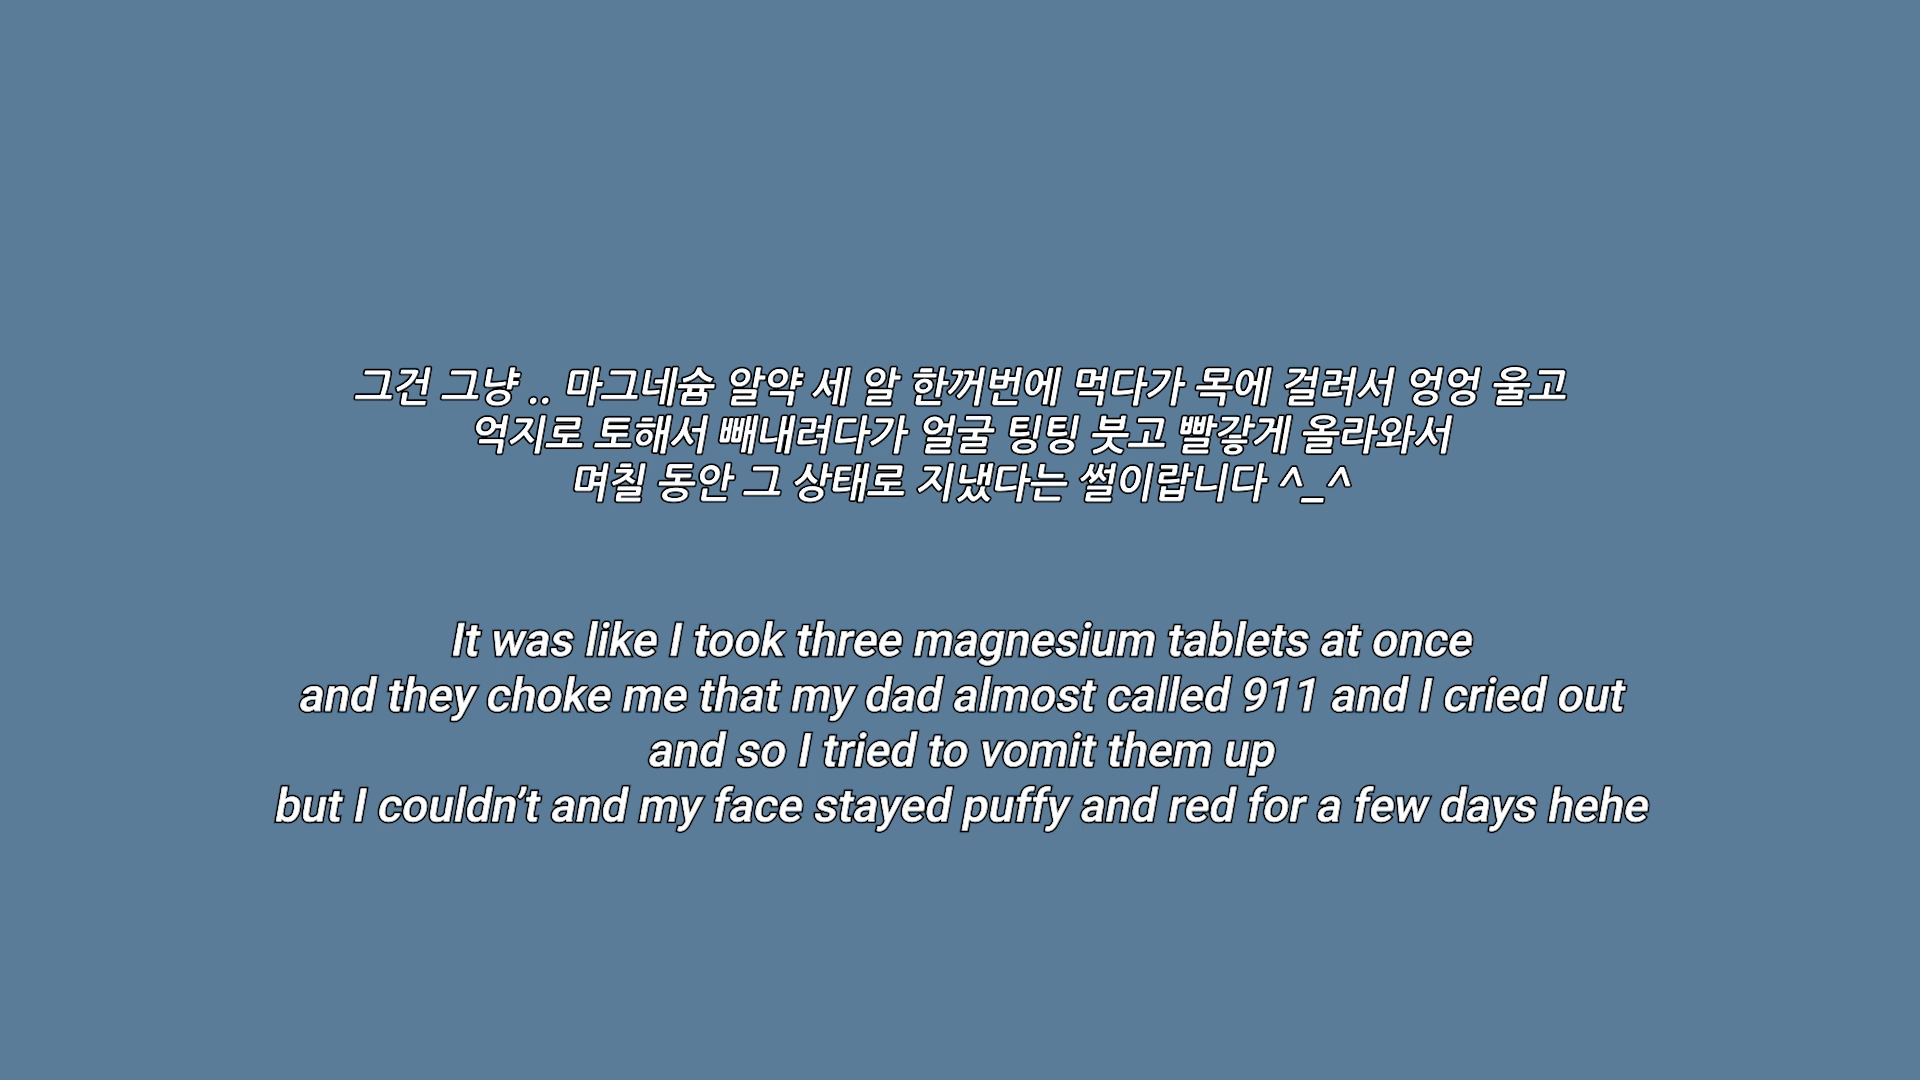 그건 그냥 .. 마그네슘 알약 세 알 한꺼번에 먹다가 목에 걸려서 엉엉 울고
억지로 토해서 빼내려다가 얼굴 팅팅 붓고 빨갛게 올라와서
며칠 동안 그 상태로 지냈다는 썰이랍니다 ^_^
It was like I took three magnesium tablets at once
and they choke me that my dad almost called 911 and I cried out
and so I tried to vomit them up
but I couldn’t and my face stayed puffy and red for a few days hehe